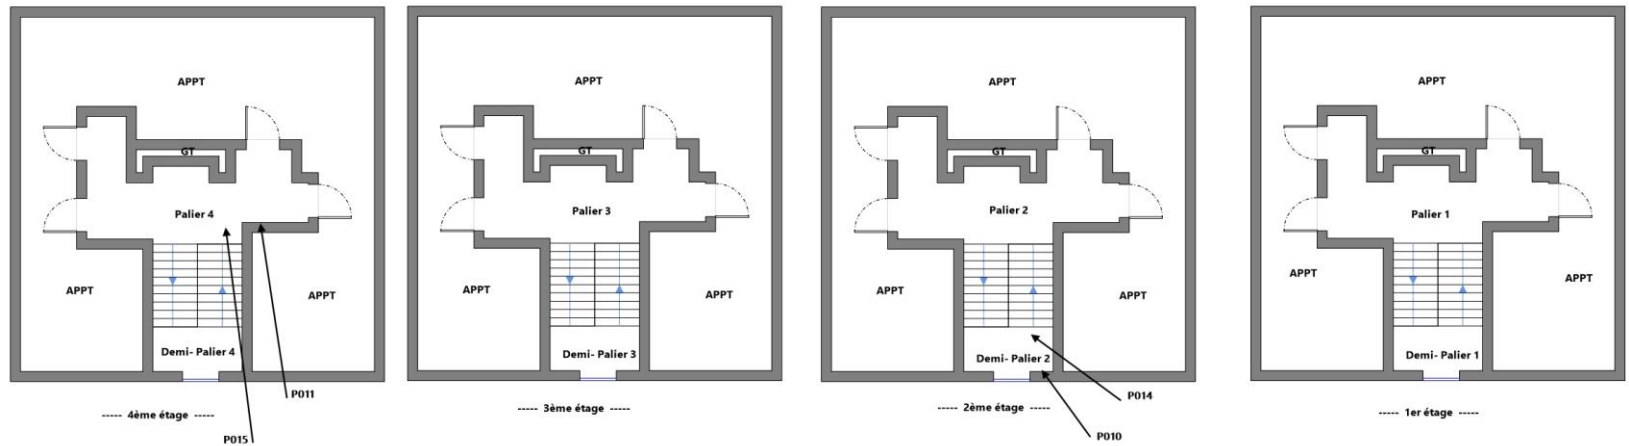 APPT
GT
Palier 4
APPT
APPT
Demi- Palier 4
P011
----- 4ème étage -----
P015
APPT
GT
Palier 3
APPT
APPT
Demi- Palier 3
----- 3ème étage -----
APPT
GT
Palier 2
APPT
APPT
Demi- Palier 2
P014
----- 2ème étage -----
P010
APPT
GT
Palier 1
APPT
APPT
Demi- Palier 1
----- 1er étage -----